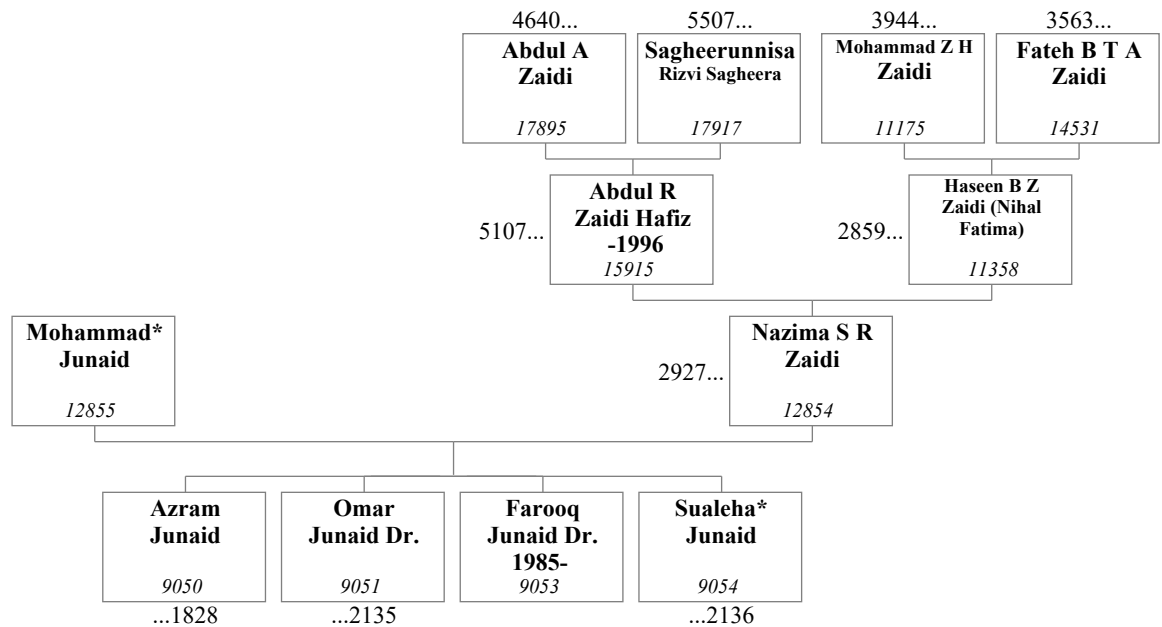 4640...
5507...
3944...
3563...
Abdul A
Zaidi
17895
Sagheerunnisa
Rizvi Sagheera
17917
Mohammad Z H
Zaidi
11175
Fateh B T A
Zaidi
14531
5107...
Abdul R
Zaidi Hafiz
-1996
15915
2859...
Haseen B Z
Zaidi (Nihal
Fatima)
11358
Mohammad*
Junaid
12855
2927...
Nazima S R
Zaidi
12854
Azram
Junaid
9050
...1828
Omar
Junaid Dr.
9051
...2135
Farooq
Junaid Dr.
1985-
9053
Sualeha*
Junaid
9054
...2136